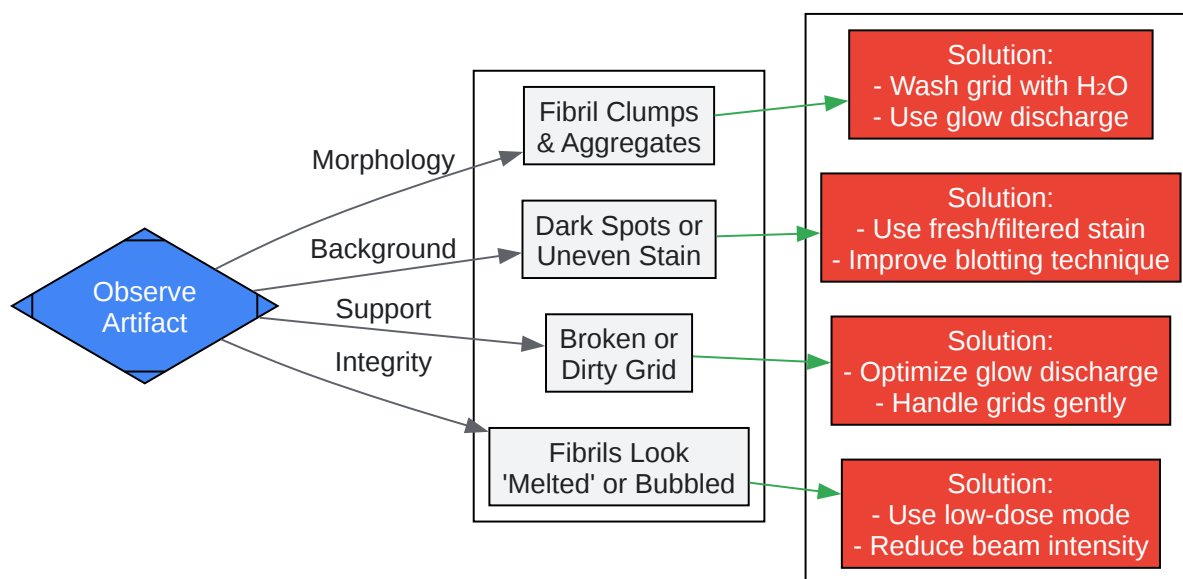 Observe
Artifact
Morphology
Background
Support
Integrity
Fibril Clumps
& Aggregates
Dark Spots or
Uneven Stain
Broken or
Dirty Grid
Fibrils Look
'Melted' or Bubbled
Solution:
- Wash grid with H₂O
- Use glow discharge
Solution:
- Use fresh/filtered stain
- Improve blotting technique
Solution:
- Optimize glow discharge
- Handle grids gently
Solution:
- Use low-dose mode
- Reduce beam intensity